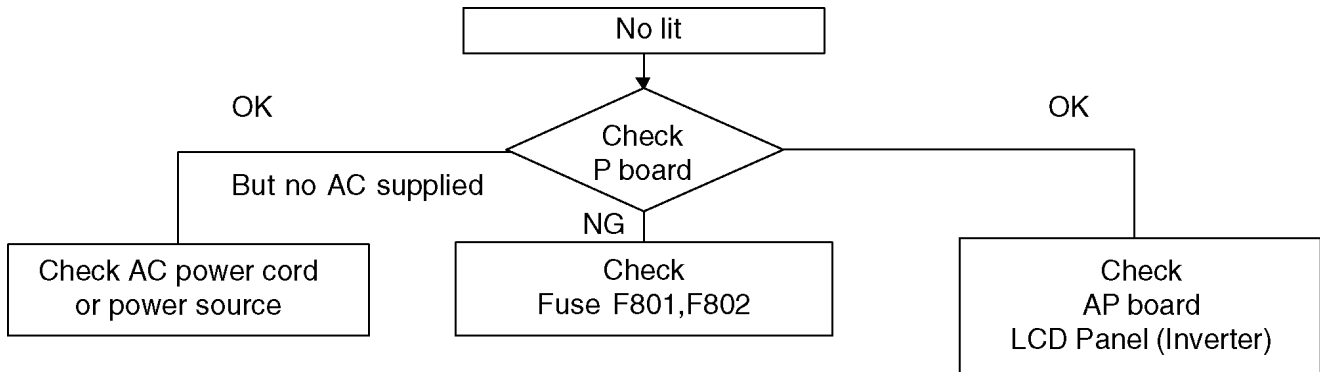 No lit
OK
OK
Check
P board
But no AC supplied
NG
Check AC power cord
or power source
Check
Fuse F801,F802
Check
AP board
LCD Panel (Inverter)